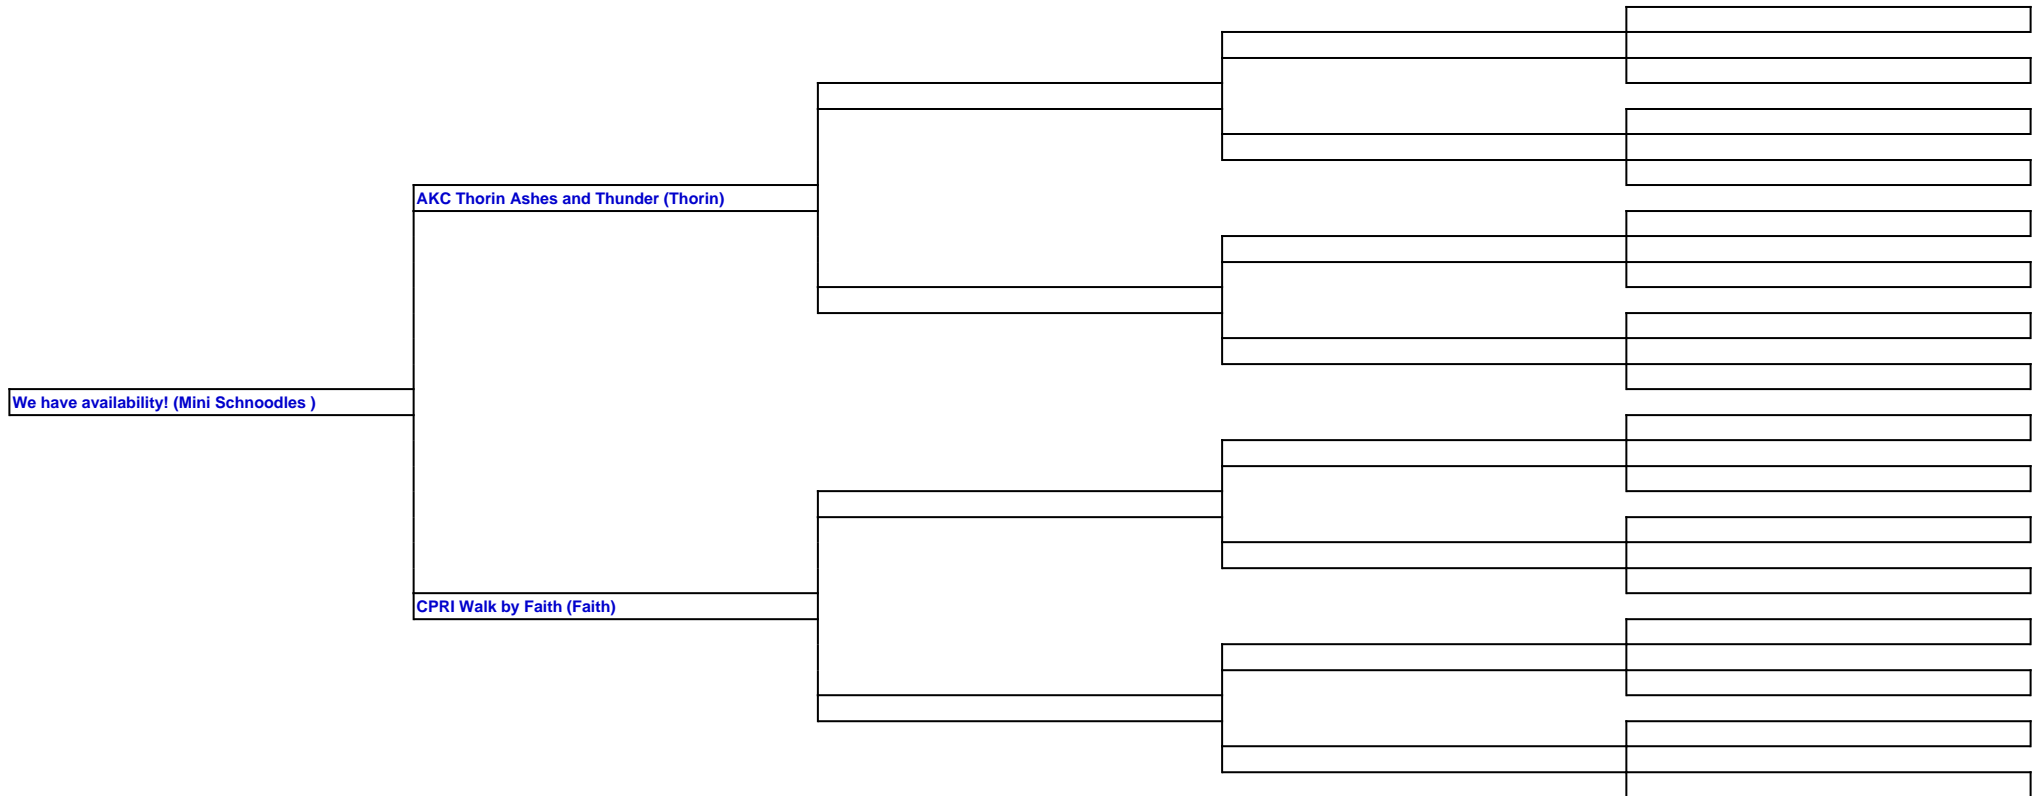 AKC Thorin Ashes and Thunder (Thorin)
We have availability! (Mini Schnoodles )
CPRI Walk by Faith (Faith)